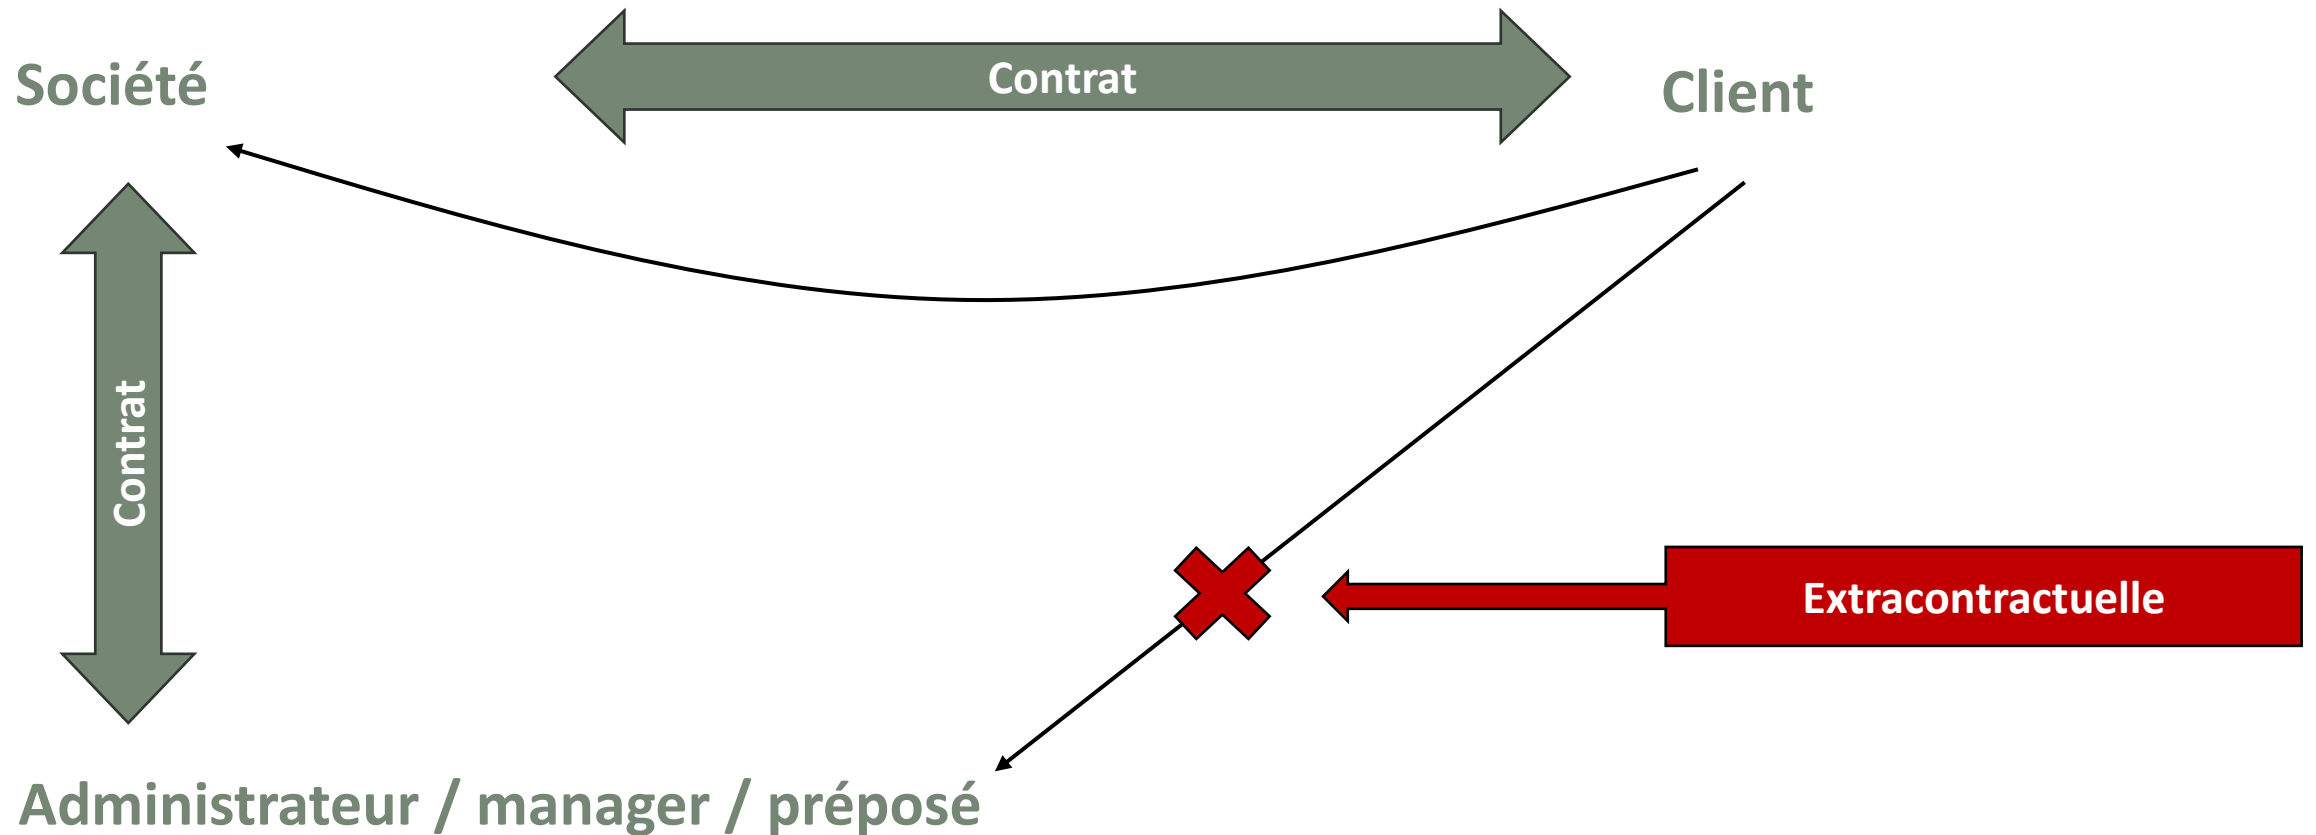 Société
Contrat
Client
Contrat
Extracontractuelle
Administrateur / manager / préposé